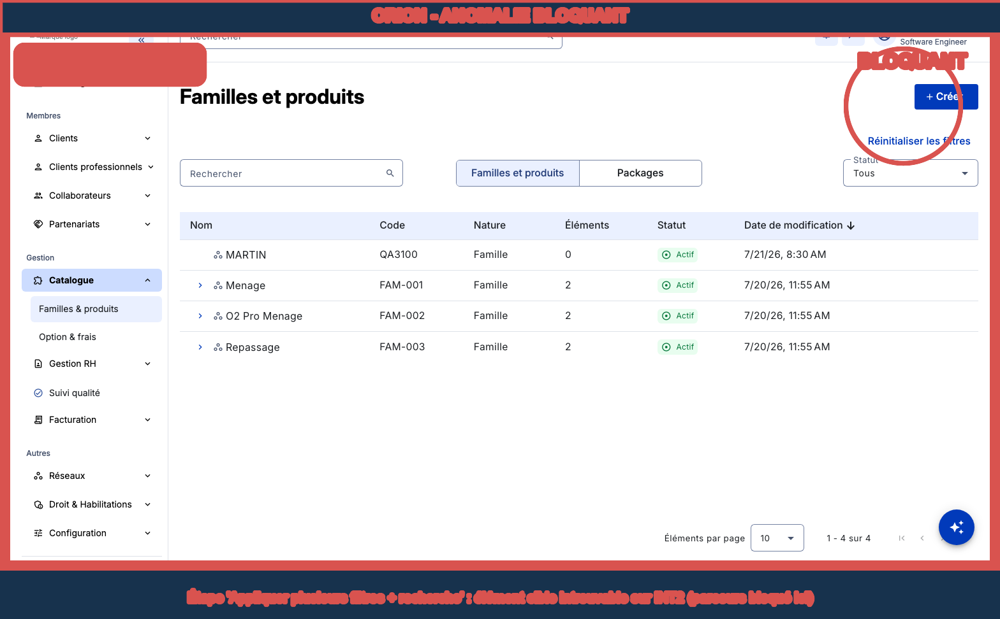 ORION - ANOMALIE BLOQUANT
Marque logo
Rechercher
Software Engineer
BLOQUANT
Familles et produits
+ Créer
Membres
Clients
Clients professionnels
Collaborateurs
Partenariats
Gestion
Catalogue
Familles & produits
Option & frais
Gestion RH
Suivi qualité
Facturation
Autres
Réseaux
Droit & Habilitations
Configuration
Réinitialiser les filtres
Rechercher
Familles et produits
Packages
Statut
Tous
Nom Code Nature Éléments Statut Date de modification
MARTIN QA3100 Famille 0 Actif 7/21/26, 8:30 AM
Menage FAM-001 Famille 2 Actif 7/20/26, 11:55 AM
O2 Pro Menage FAM-002 Famille 2 Actif 7/20/26, 11:55 AM
Repassage FAM-003 Famille 2 Actif 7/20/26, 11:55 AM
Éléments par page 10 1 - 4 sur 4
Étape 'Appliquer plusieurs filtres + recherche' : élément cible introuvable sur INT2 (parcours bloqué ici)